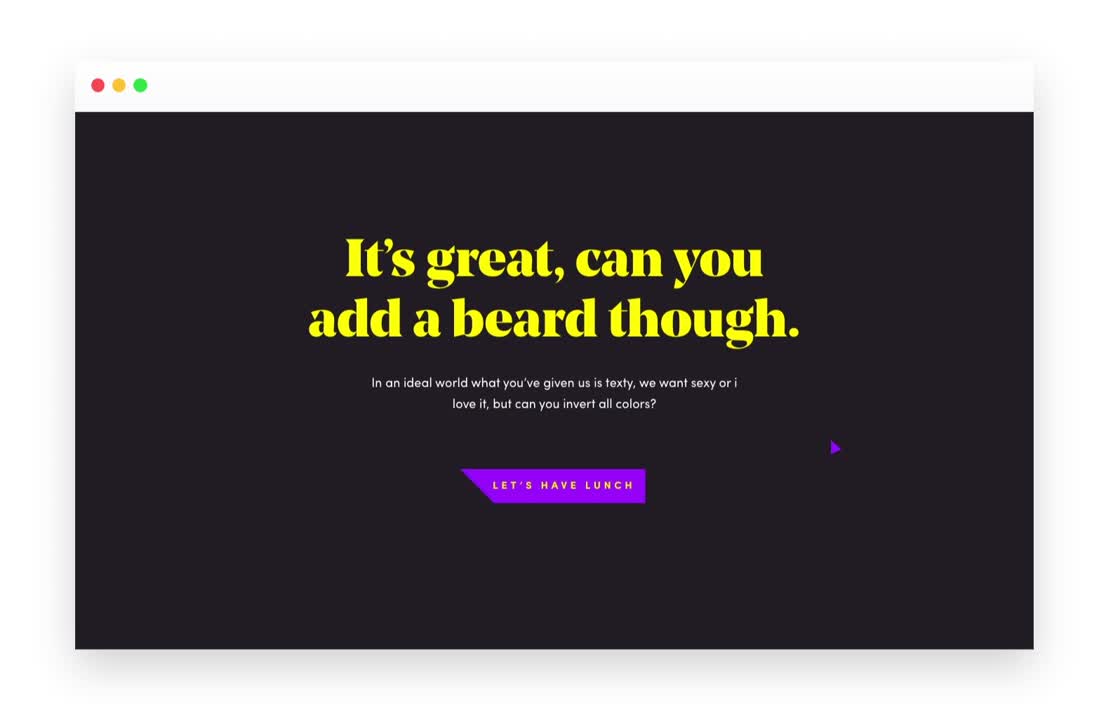 It’s great, can you
add a beard though.
In an ideal world what you’ve given us is texty, we want sexy or i
love it, but can you invert all colors?
LET’S HAVE LUNCH